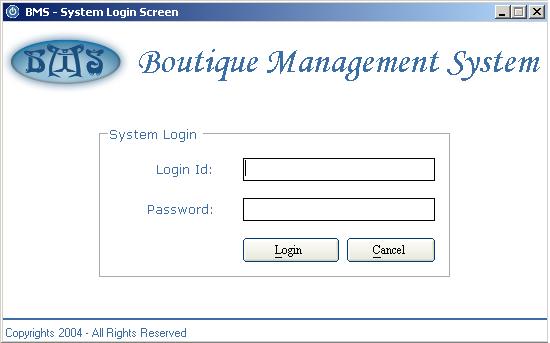 BMS - System Login Screen
BMS Boutique Management System
System Login
Login Id:
Password:
Login Cancel
Copyrights 2004 - All Rights Reserved